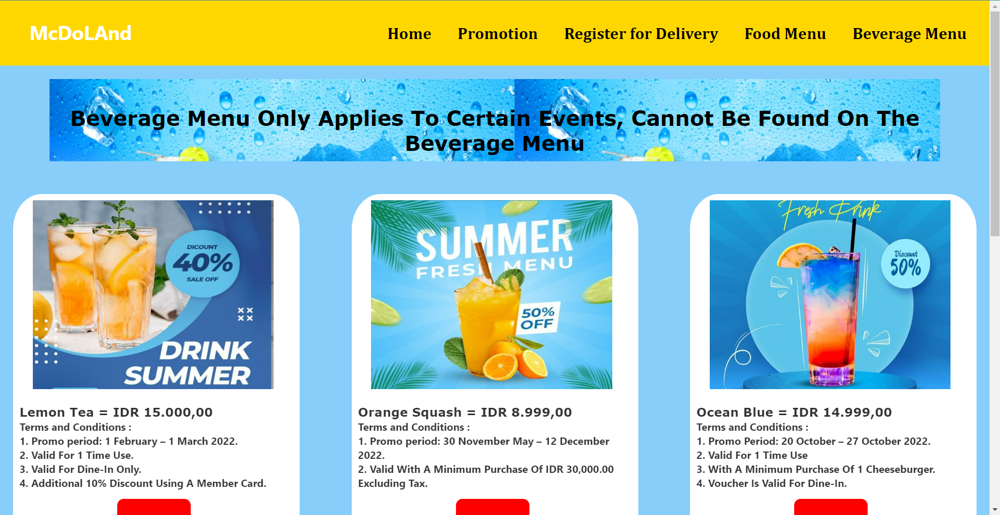 McDoLAnd
Home Promotion Register for Delivery Food Menu Beverage Menu
Beverage Menu Only Applies To Certain Events, Cannot Be Found On The
Beverage Menu
DICOUNT
40%
SALE OFF
DRINK
SUMMER
Lemon Tea = IDR 15.000,00
Terms and Conditions :
1. Promo period: 1 February – 1 March 2022.
2. Valid For 1 Time Use.
3. Valid For Dine-In Only.
4. Additional 10% Discount Using A Member Card.
SUMMER
FRESH MENU
50%
OFF
Orange Squash = IDR 8.999,00
Terms and Conditions :
1. Promo period: 30 November May – 12 December
2022.
2. Valid With A Minimum Purchase Of IDR 30,000.00
Excluding Tax.
Fresh Drink
Discount
50%
Ocean Blue = IDR 14.999,00
Terms and Conditions :
1. Promo Period: 20 October – 27 October 2022.
2. Valid For 1 Time Use
3. With A Minimum Purchase Of 1 Cheeseburger.
4. Voucher Is Valid For Dine-In.